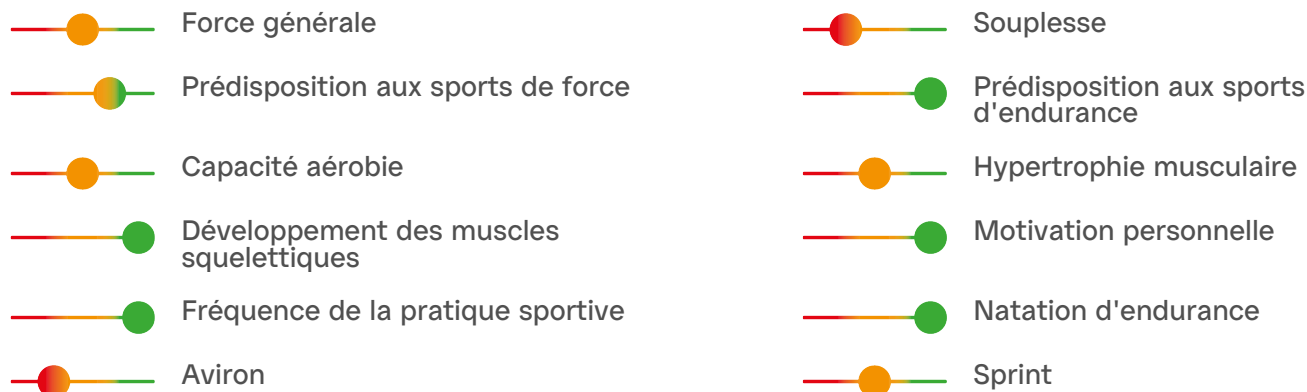 Force générale
Souplesse
Prédisposition aux sports de force
Prédisposition aux sports
d'endurance
Capacité aérobie
Hypertrophie musculaire
Développement des muscles
squelettiques
Motivation personnelle
Fréquence de la pratique sportive
Natation d'endurance
Aviron
Sprint